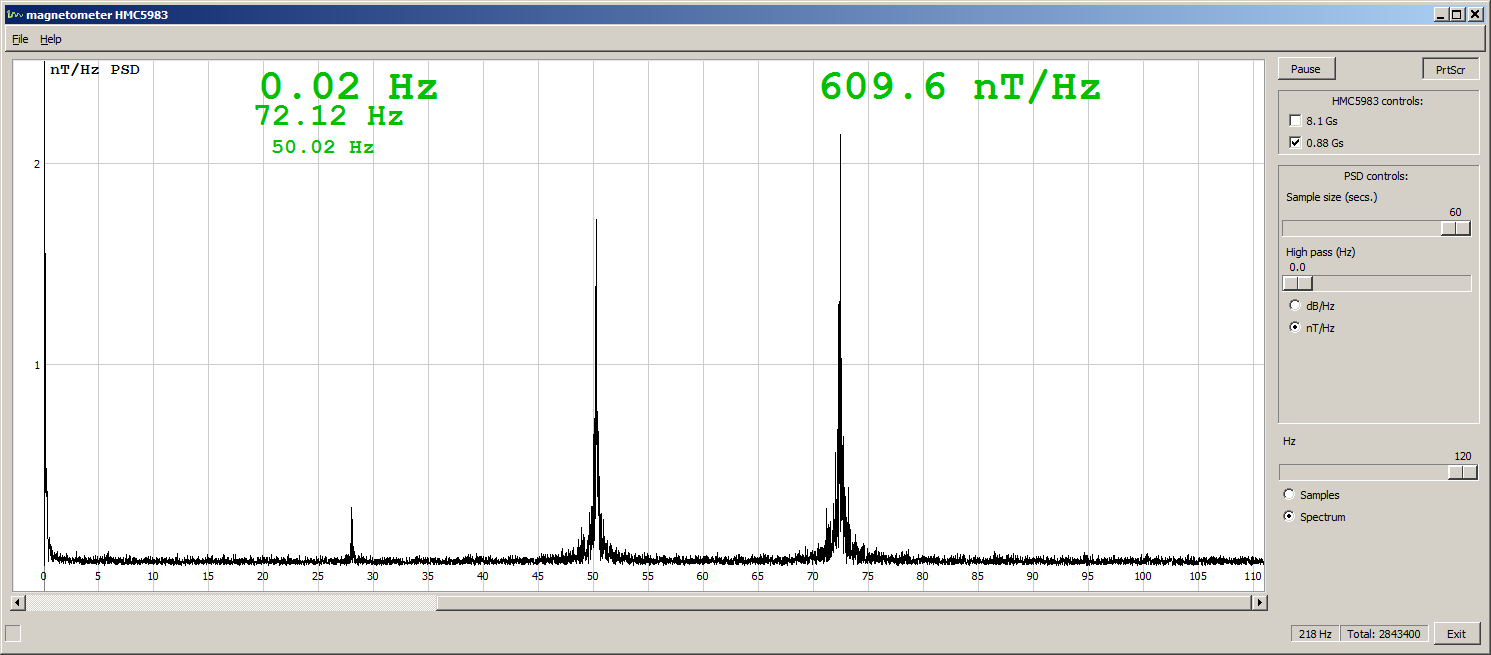 magnetometer HMC5983
File Help
nT/Hz PSD
0.02 Hz
609.6 nT/Hz
72.12 Hz
50.02 Hz
2
1
0 5 10 15 20 25 30 35 40 45 50 55 60 65 70 75 80 85 90 95 100 105 110
Pause PrtScr
HMC5983 controls:
8.1 Gs
0.88 Gs
PSD controls:
Sample size (secs.)
60
High pass (Hz)
0.0
dB/Hz
nT/Hz
Hz
120
Samples
Spectrum
218 Hz Total: 2843400 Exit